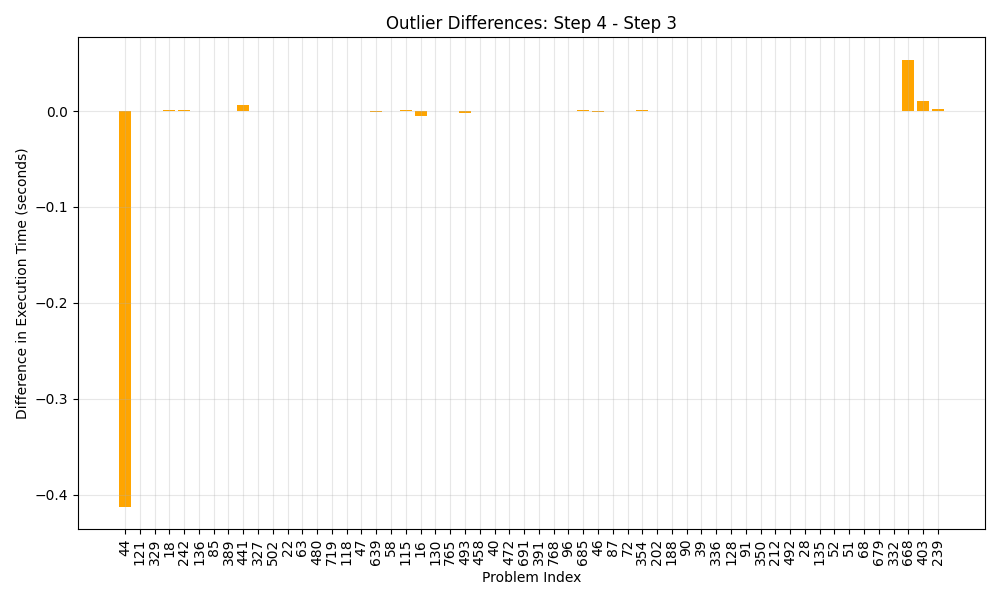 Outlier Differences: Step 4 - Step 3
Difference in Execution Time (seconds)
0.0
−0.1
−0.2
−0.3
−0.4
44 121 329 18 242 136 85 389 441 327 502 22 63 480 719 118 47 639 58 115 16 130 765 493 458 40 472 691 391 768 96 685 46 87 72 354 202 188 90 39 336 128 91 350 212 492 28 135 52 51 68 679 332 668 403 239
Problem Index